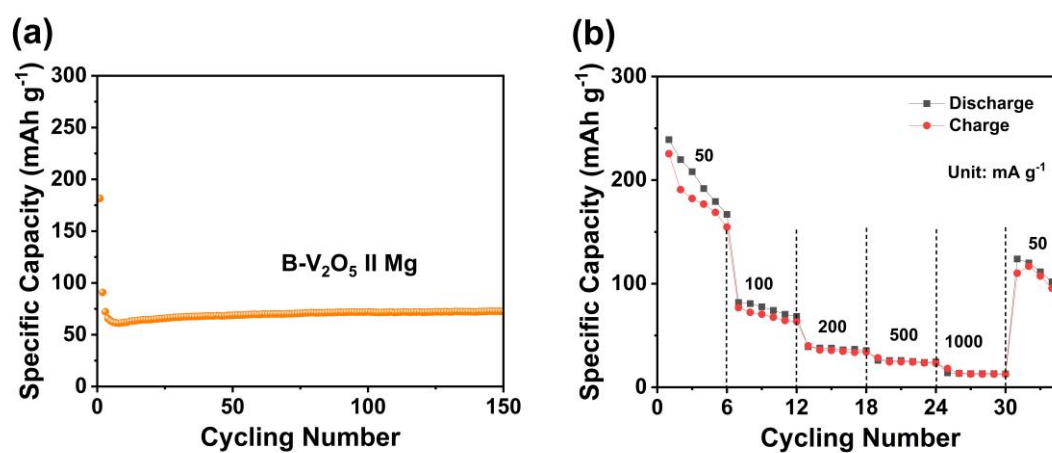 (a)
Specific Capacity (mAh g⁻¹)
300
250
200
150
100
50
0
B-V₂O₅ II Mg
0
50
100
150
Cycling Number
(b)
Specific Capacity (mAh g⁻¹)
300
200
100
0
Discharge
Charge
Unit: mA g⁻¹
50
100
200
500
1000
50
0
6
12
18
24
30
Cycling Number